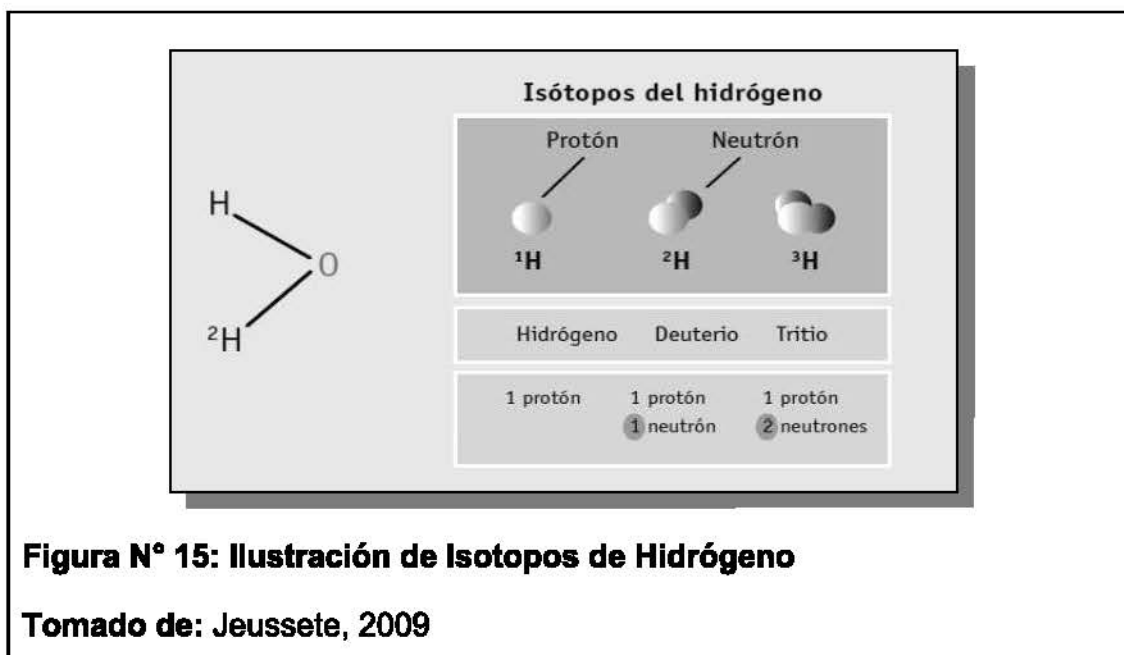 Isótopos del hidrógeno
Protón Neutrón
H
O
²H
¹H ²H ³H
Hidrógeno Deuterio Tritio
1 protón 1 protón 1 protón
1 neutrón 2 neutrones
Figura N° 15: Ilustración de Isotopos de Hidrógeno
Tomado de: Jeussete, 2009